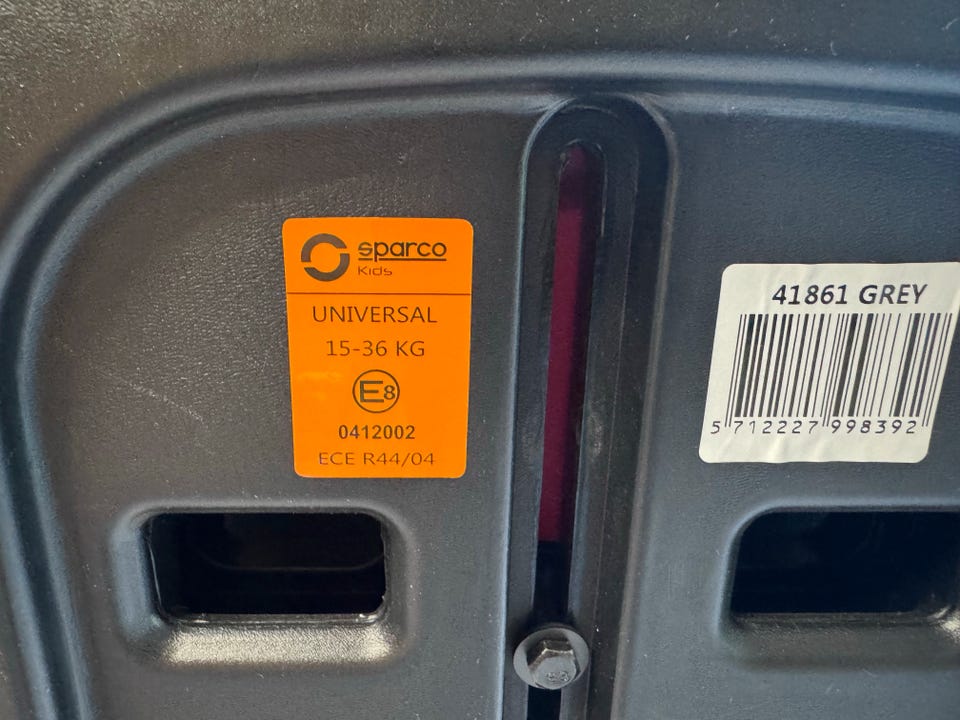 sparco
Kids
UNIVERSAL
15-36 KG
E8
0412002
ECE R44/04
41861 GREY
5 712227 998392